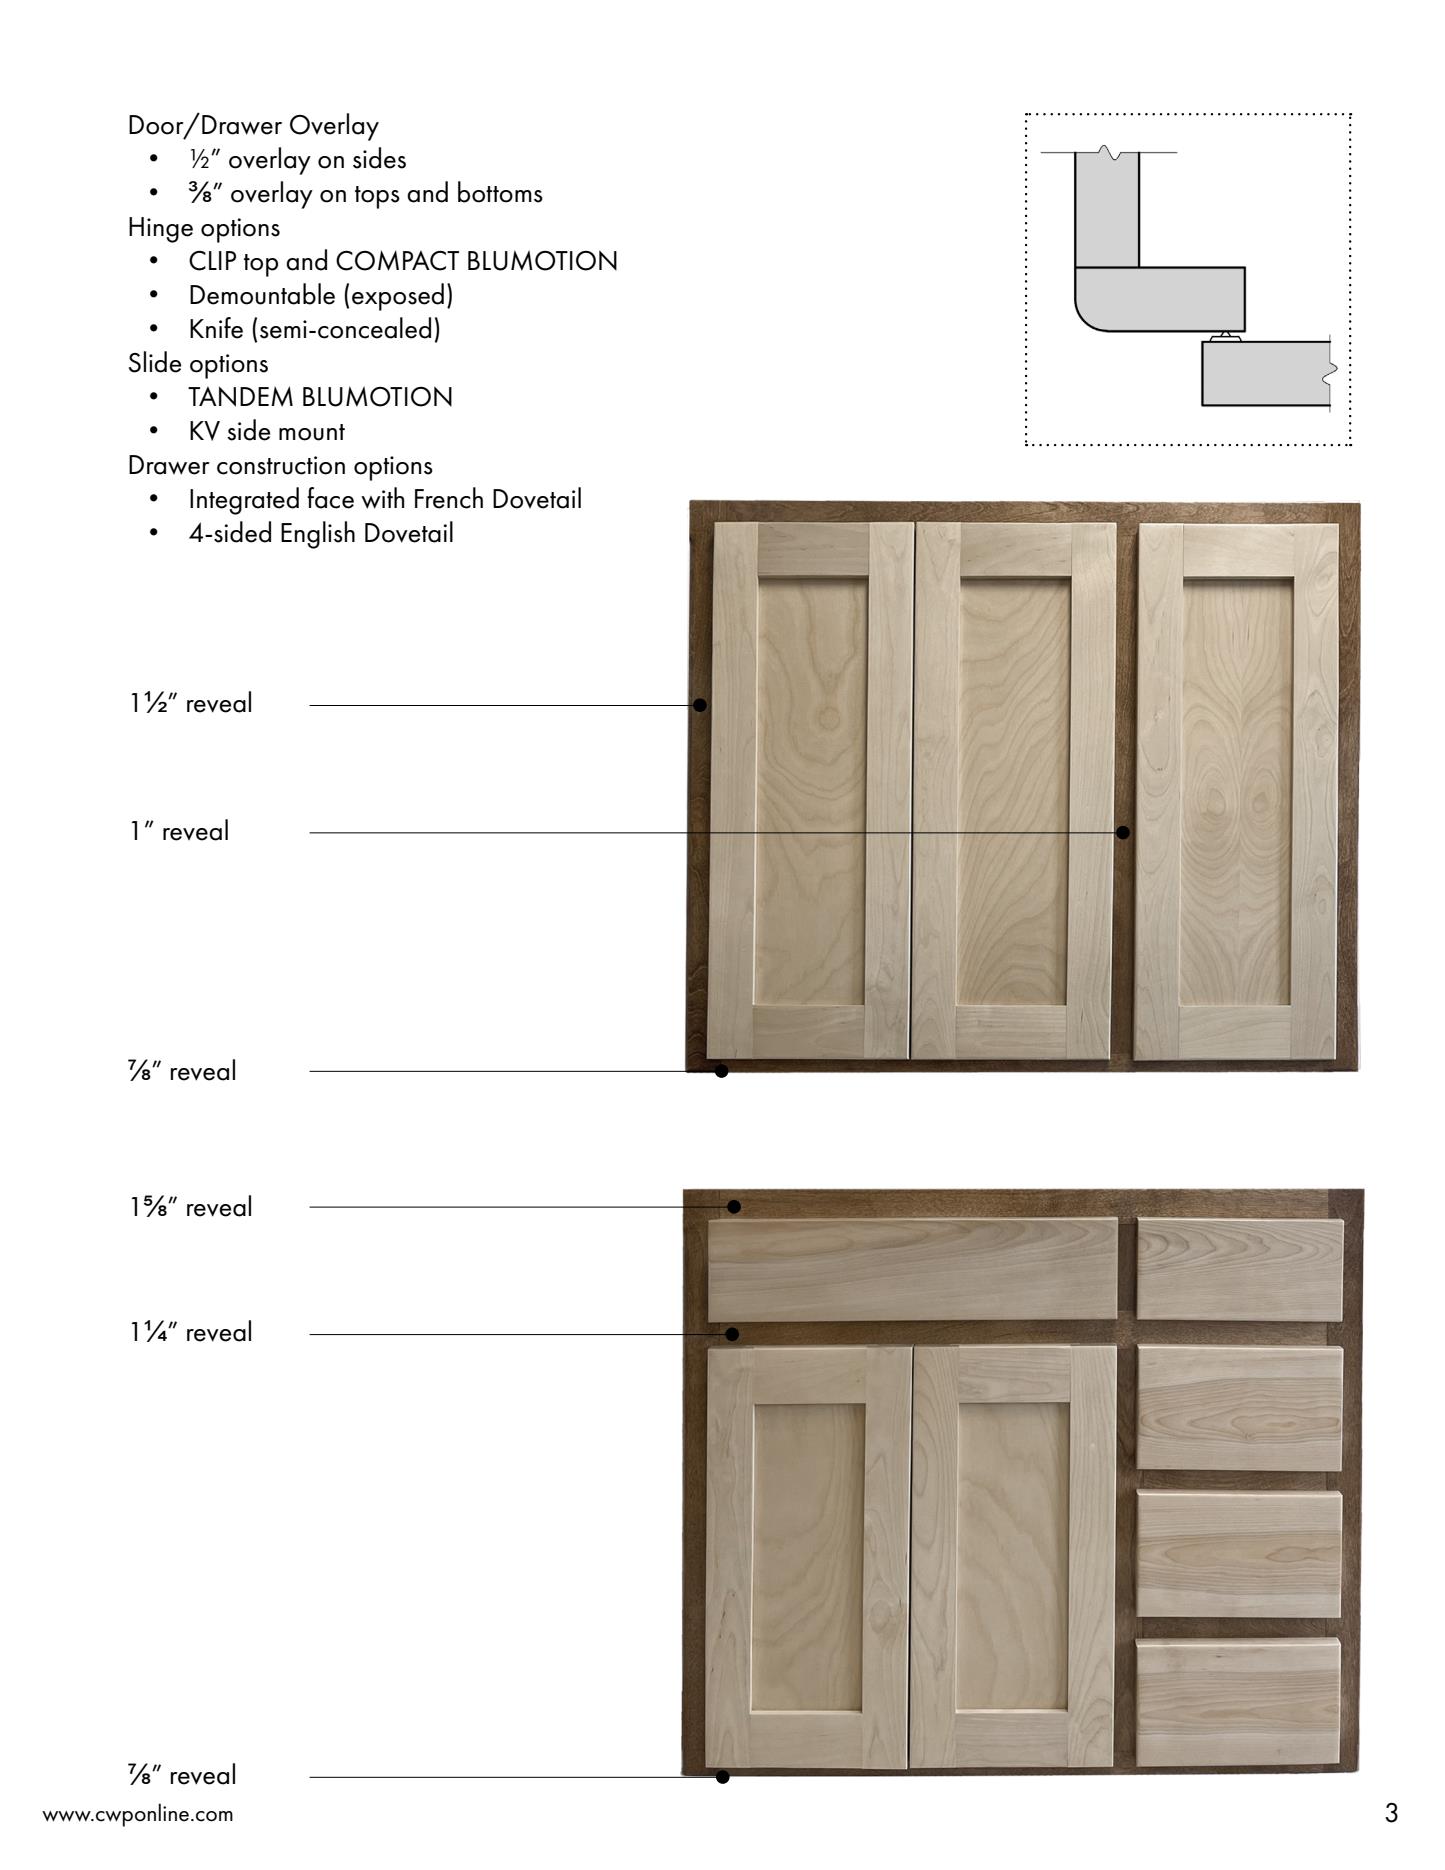 Door/Drawer Overlay
• ½” overlay on sides
• ⅜” overlay on tops and bottoms
Hinge options
• CLIP top and COMPACT BLUMOTION
• Demountable (exposed)
• Knife (semi-concealed)
Slide options
• TANDEM BLUMOTION
• KV side mount
Drawer construction options
• Integrated face with French Dovetail
• 4-sided English Dovetail
1½” reveal
1” reveal
⅞” reveal
1⅝” reveal
1¼” reveal
⅞” reveal
www.cwponline.com
3